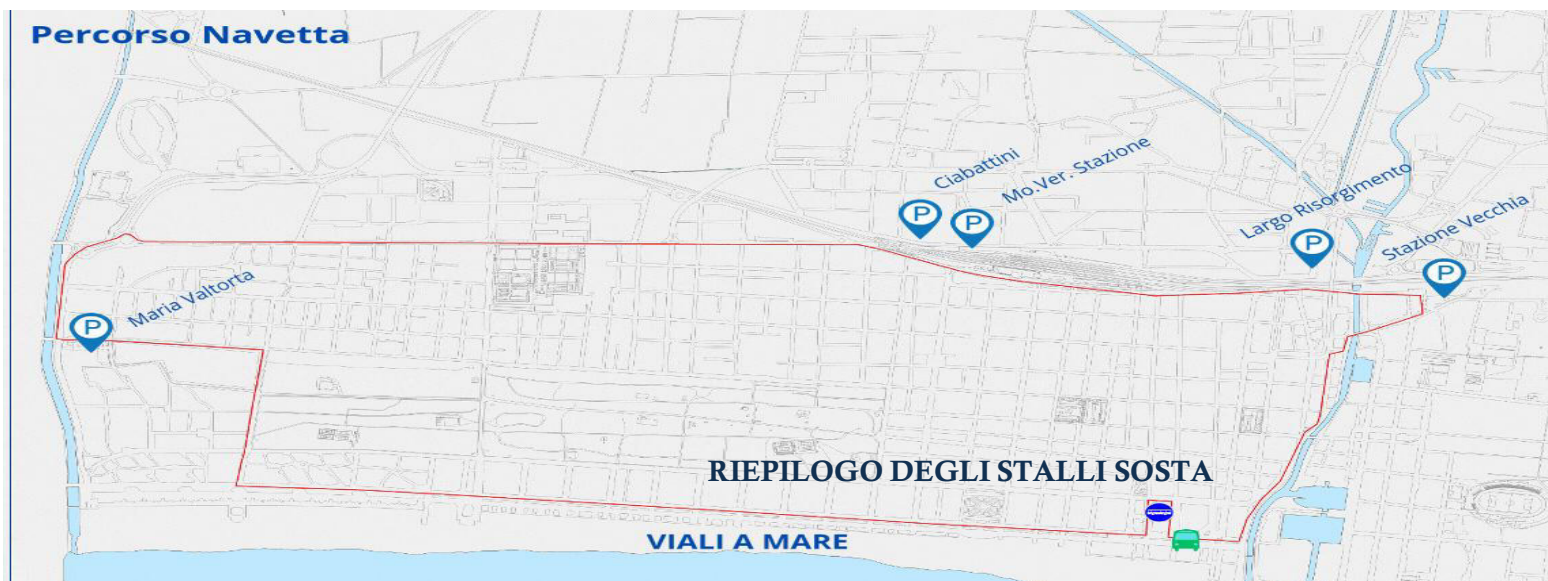 Percorso Navetta
Ciabattini
Mo.Ver. Stazione
Largo Risorgimento
Stazione Vecchia
P
P
P
P
Maria Valtorta
P
RIEPILOGO DEGLI STALLI SOSTA
VIALI A MARE